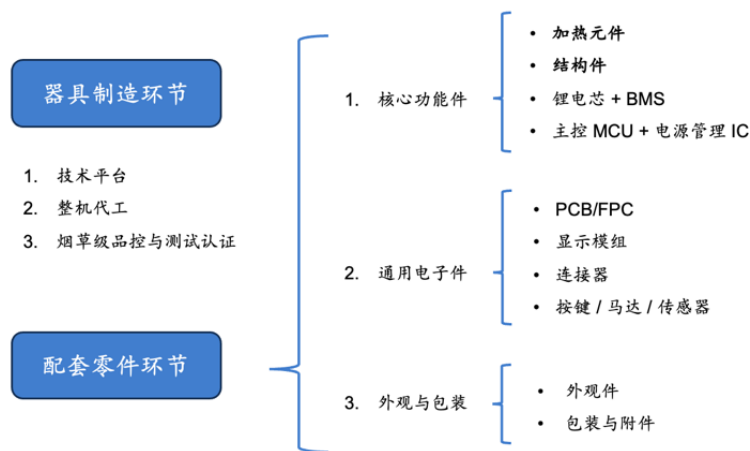 器具制造环节
1. 技术平台
2. 整机代工
3. 烟草级品控与测试认证
配套零件环节
1. 核心功能件
• 加热元件
• 结构件
• 锂电芯 + BMS
• 主控 MCU + 电源管理 IC
2. 通用电子件
• PCB/FPC
• 显示模组
• 连接器
• 按键 / 马达 / 传感器
3. 外观与包装
• 外观件
• 包装与附件